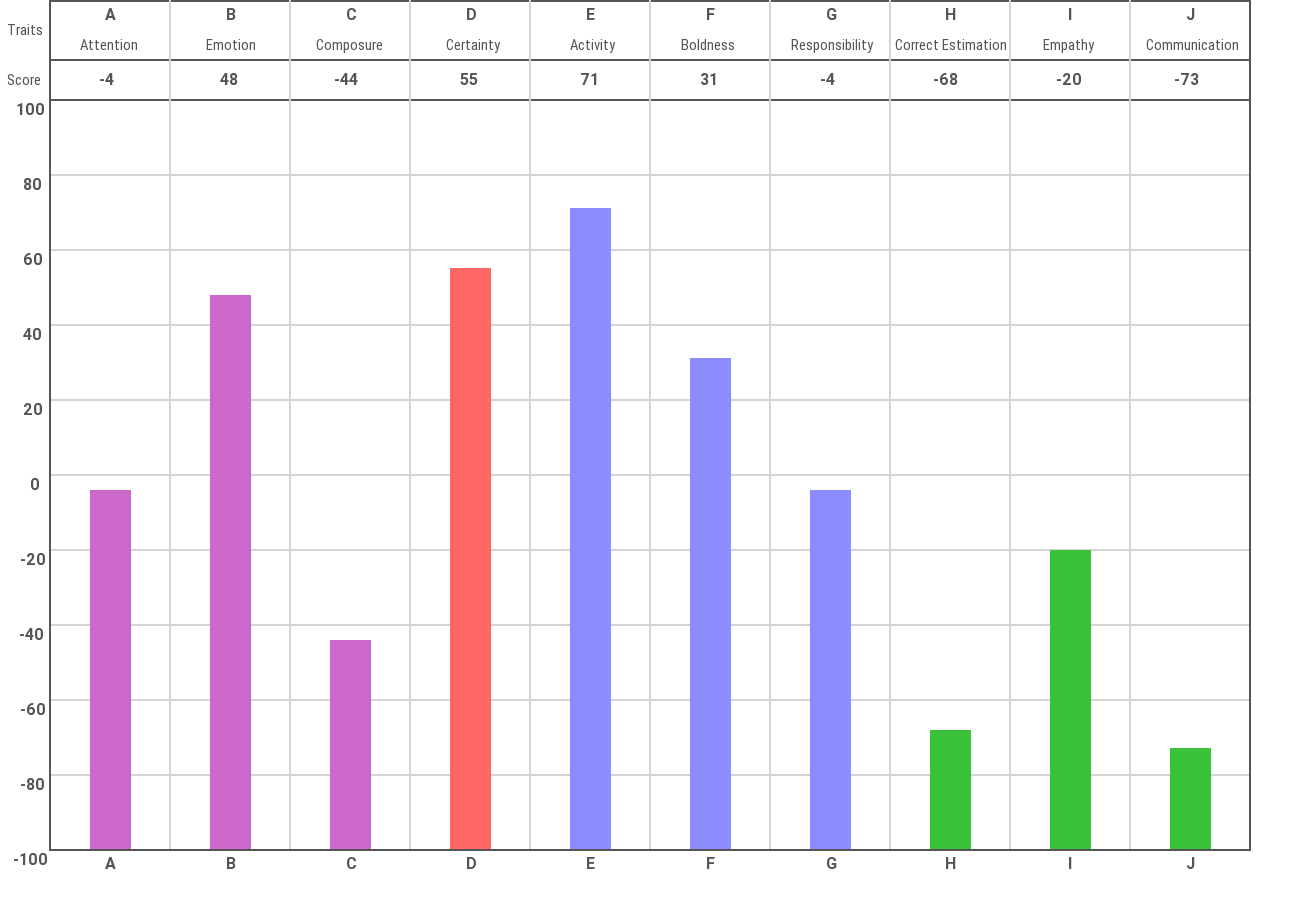 A B C D E F G H I J
Traits
Attention Emotion Composure Certainty Activity Boldness Responsibility Correct Estimation Empathy Communication
Score -4 48 -44 55 71 31 -4 -68 -20 -73
100
80
60
40
20
0
-20
-40
-60
-80
-100
A B C D E F G H I J